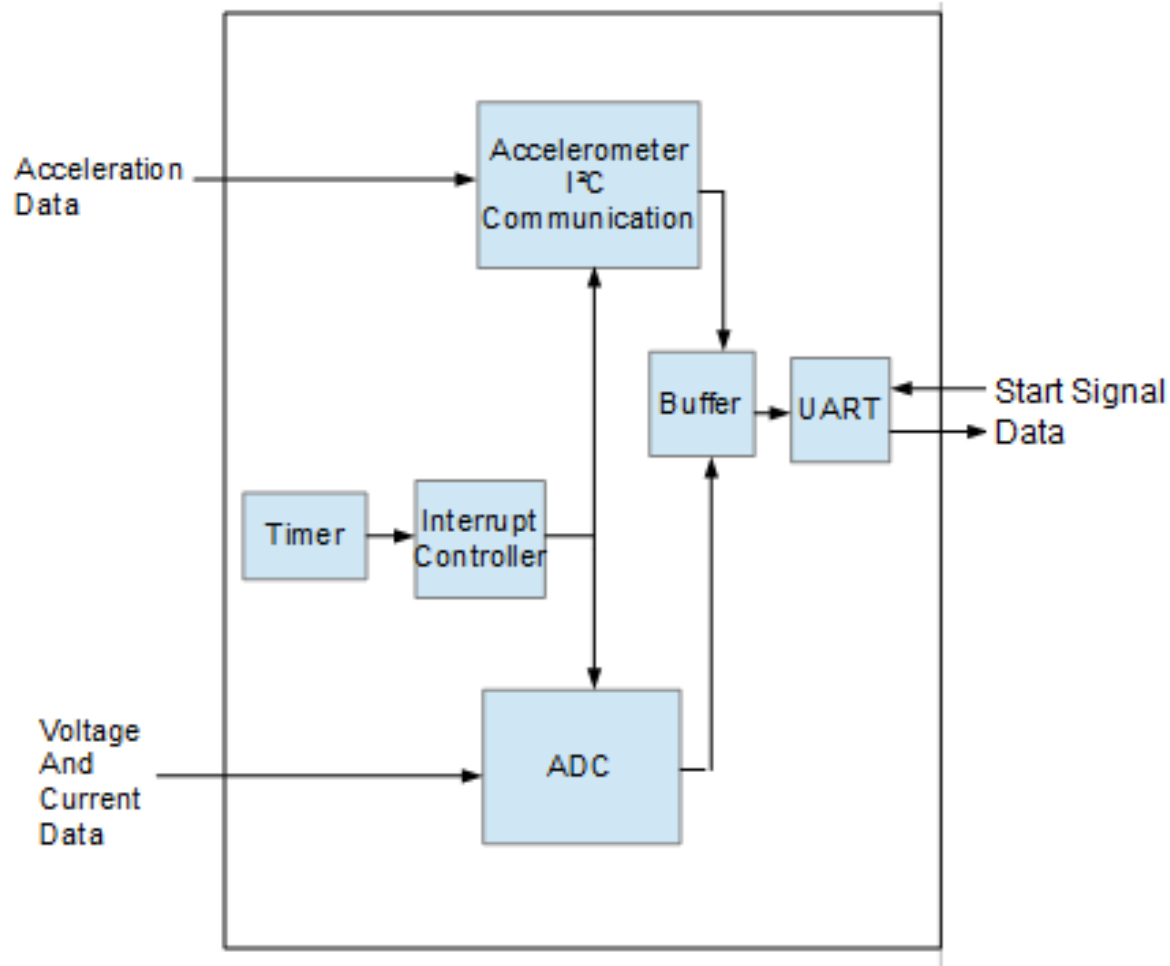 Acceleration
Data
Accelerometer
I²C
Communication
Buffer
UART
Start Signal
Data
Timer
Interrupt
Controller
Voltage
And
Current
Data
ADC